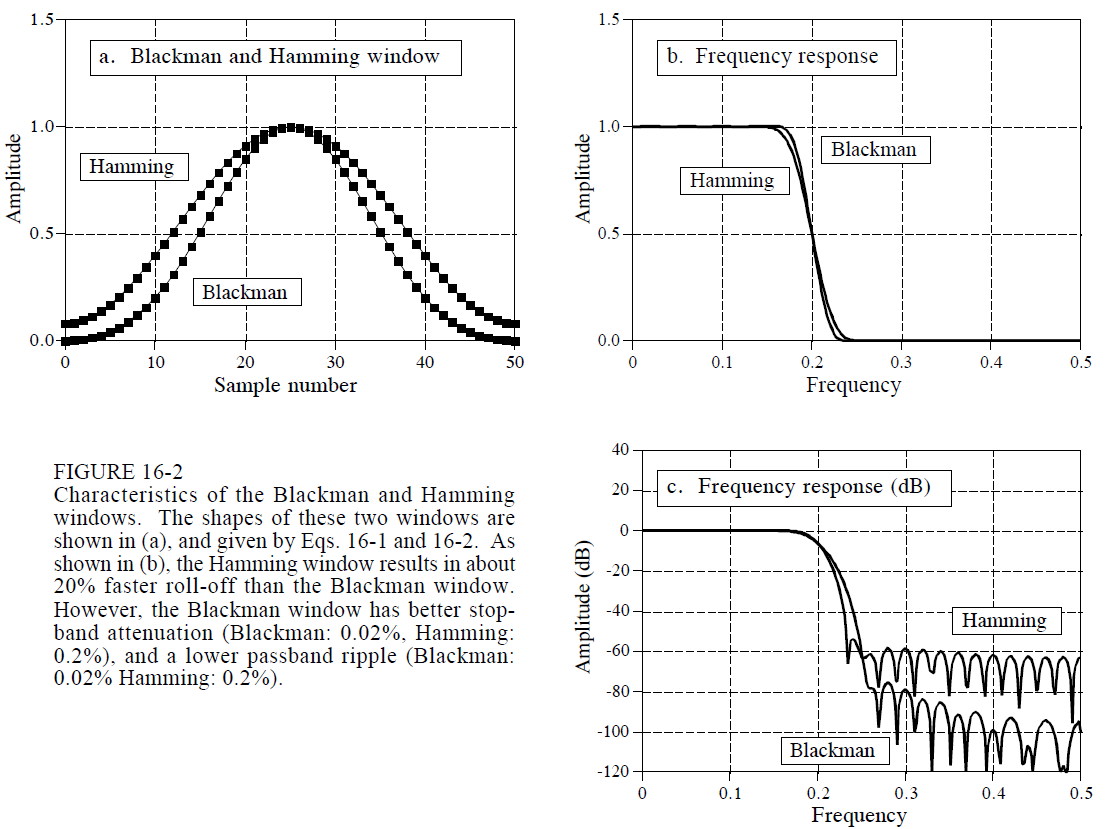 a. Blackman and Hamming window
1.5
1.0
0.5
0.0
Amplitude
Hamming
Blackman
0 10 20 30 40 50
Sample number
b. Frequency response
1.5
1.0
0.5
0.0
Amplitude
Blackman
Hamming
0 0.1 0.2 0.3 0.4 0.5
Frequency
FIGURE 16-2
Characteristics of the Blackman and Hamming
windows. The shapes of these two windows are
shown in (a), and given by Eqs. 16-1 and 16-2. As
shown in (b), the Hamming window results in about
20% faster roll-off than the Blackman window.
However, the Blackman window has better stop-
band attenuation (Blackman: 0.02%, Hamming:
0.2%), and a lower passband ripple (Blackman:
0.02% Hamming: 0.2%).
c. Frequency response (dB)
40
20
0
-20
-40
-60
-80
-100
-120
Amplitude (dB)
Hamming
Blackman
0 0.1 0.2 0.3 0.4 0.5
Frequency